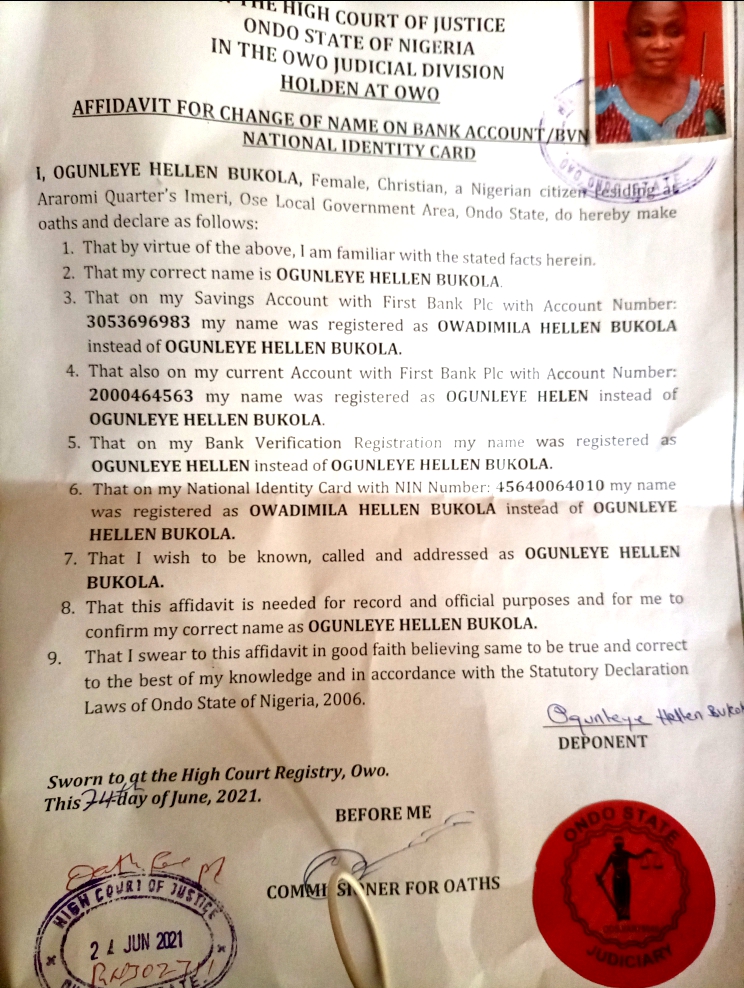 THE HIGH COURT OF JUSTICE
ONDO STATE OF NIGERIA
IN THE OWO JUDICIAL DIVISION
HOLDEN AT OWO
AFFIDAVIT FOR CHANGE OF NAME ON BANK ACCOUNT/BVN
NATIONAL IDENTITY CARD
I, OGUNLEYE HELLEN BUKOLA, Female, Christian, a Nigerian citizen residing at
Araromi Quarter's Imeri, Ose Local Government Area, Ondo State, do hereby make
oaths and declare as follows:
1. That by virtue of the above, I am familiar with the stated facts herein.
2. That my correct name is OGUNLEYE HELLEN BUKOLA.
3. That on my Savings Account with First Bank Plc with Account Number:
3053696983 my name was registered as OWADIMILA HELLEN BUKOLA
instead of OGUNLEYE HELLEN BUKOLA.
4. That also on my current Account with First Bank Plc with Account Number:
2000464563 my name was registered as OGUNLEYE HELEN instead of
OGUNLEYE HELLEN BUKOLA.
5. That on my Bank Verification Registration my name was registered as
OGUNLEYE HELLEN instead of OGUNLEYE HELLEN BUKOLA.
6. That on my National Identity Card with NIN Number: 45640064010 my name
was registered as OWADIMILA HELLEN BUKOLA instead of OGUNLEYE
HELLEN BUKOLA.
7. That I wish to be known, called and addressed as OGUNLEYE HELLEN
BUKOLA.
8. That this affidavit is needed for record and official purposes and for me to
confirm my correct name as OGUNLEYE HELLEN BUKOLA.
9. That I swear to this affidavit in good faith believing same to be true and correct
to the best of my knowledge and in accordance with the Statutory Declaration
Laws of Ondo State of Nigeria, 2006.
Ogunleye Hellen Bukol
DEPONENT
Sworn to at the High Court Registry, Owo.
This 24th day of June, 2021.
BEFORE ME
COMMISSIONER FOR OATHS
Oath Fee
HIGH COURT OF JUSTICE
24 JUN 2021
ONDO STATE
JUDICIARY